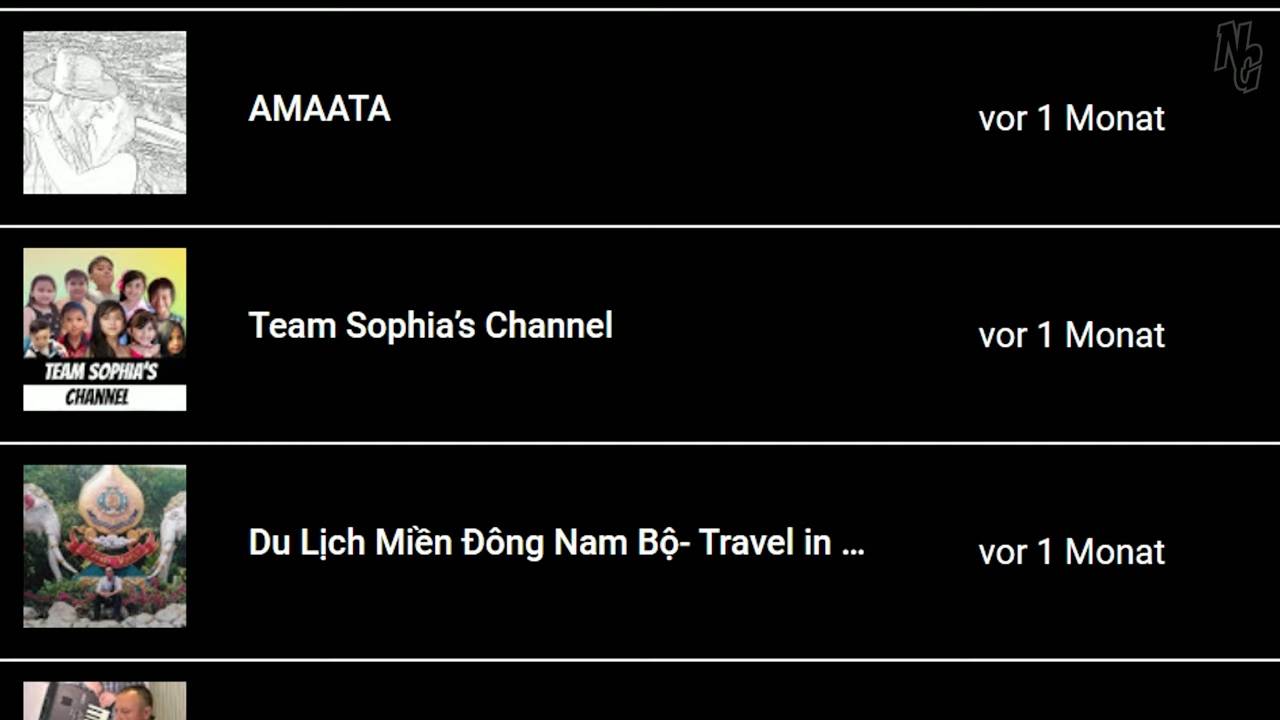 NC
AMAATA
vor 1 Monat
TEAM SOPHIA'S
CHANNEL
Team Sophia’s Channel
vor 1 Monat
Du Lịch Miền Đông Nam Bộ- Travel in ...
vor 1 Monat